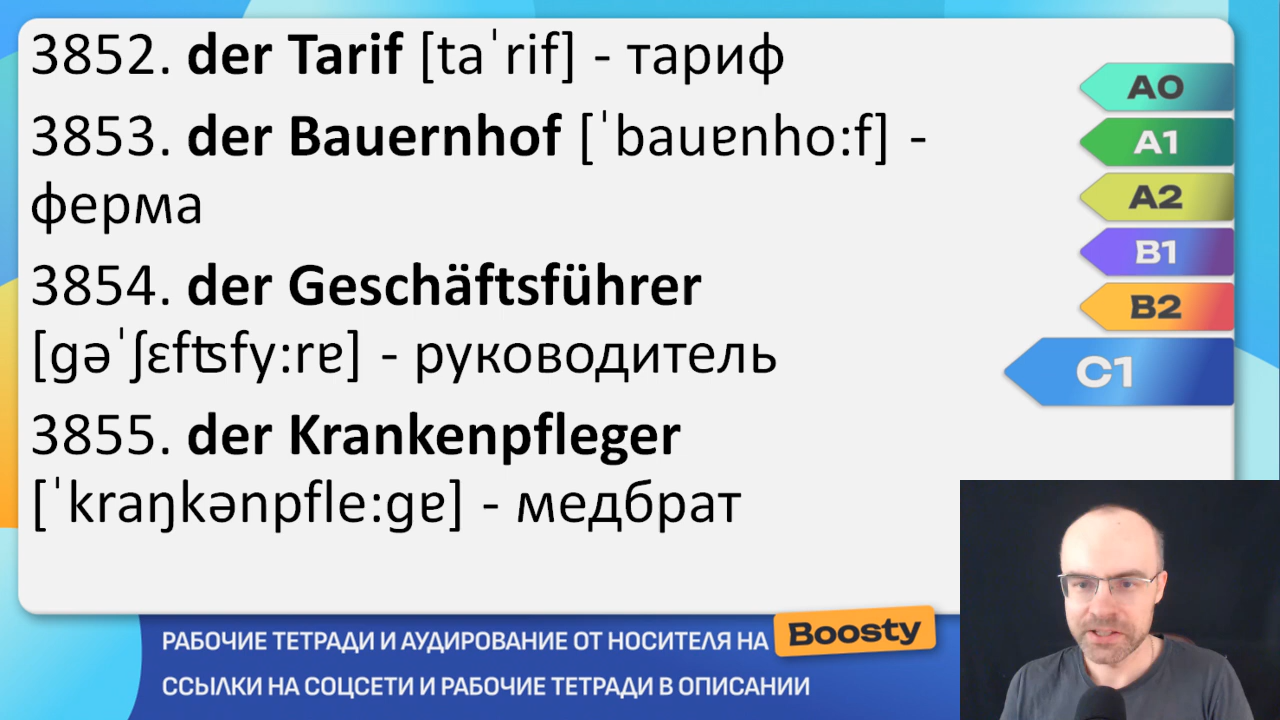 3852. der Tarif [taˈrif] - тариф
3853. der Bauernhof [ˈbauɐnho:f] -
ферма
3854. der Geschäftsführer
[gəˈʃɛfʦfy:rɐ] - руководитель
3855. der Krankenpfleger
[ˈkraŋkənpfle:gɐ] - медбрат
A0
A1
A2
B1
B2
C1
РАБОЧИЕ ТЕТРАДИ И АУДИРОВАНИЕ ОТ НОСИТЕЛЯ НА Boosty
ССЫЛКИ НА СОЦСЕТИ И РАБОЧИЕ ТЕТРАДИ В ОПИСАНИИ